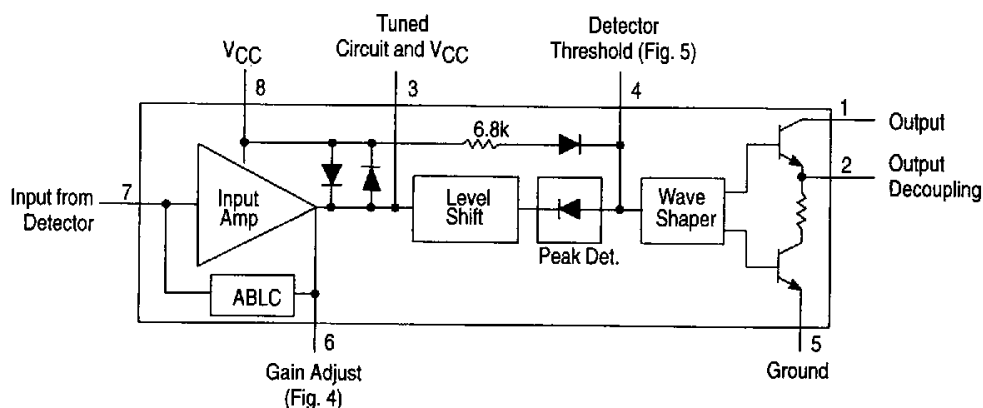 Tuned
Circuit and VCC
Detector
Threshold (Fig. 5)
VCC
8
3
4
1
Output
2
Output
Decoupling
6.8k
7
Input from
Detector
Input
Amp
Level
Shift
Peak Det.
Wave
Shaper
ABLC
6
Gain Adjust
(Fig. 4)
5
Ground